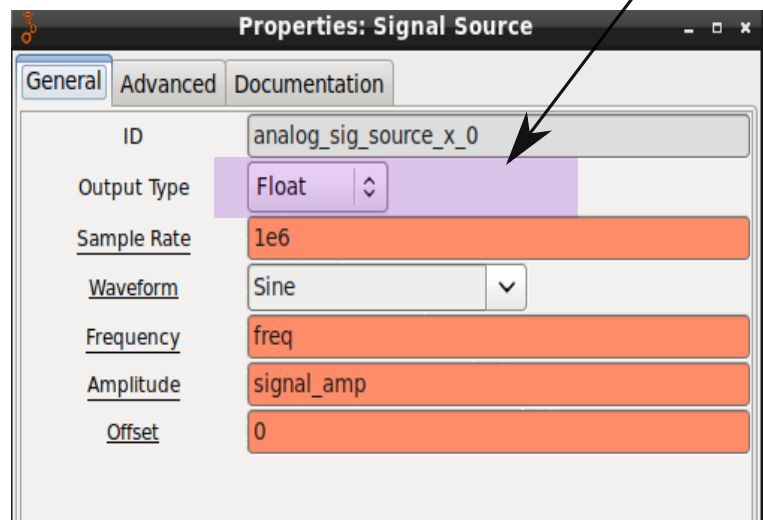 Properties: Signal Source
General Advanced Documentation
ID analog_sig_source_x_0
Output Type Float
Sample Rate 1e6
Waveform Sine
Frequency freq
Amplitude signal_amp
Offset 0